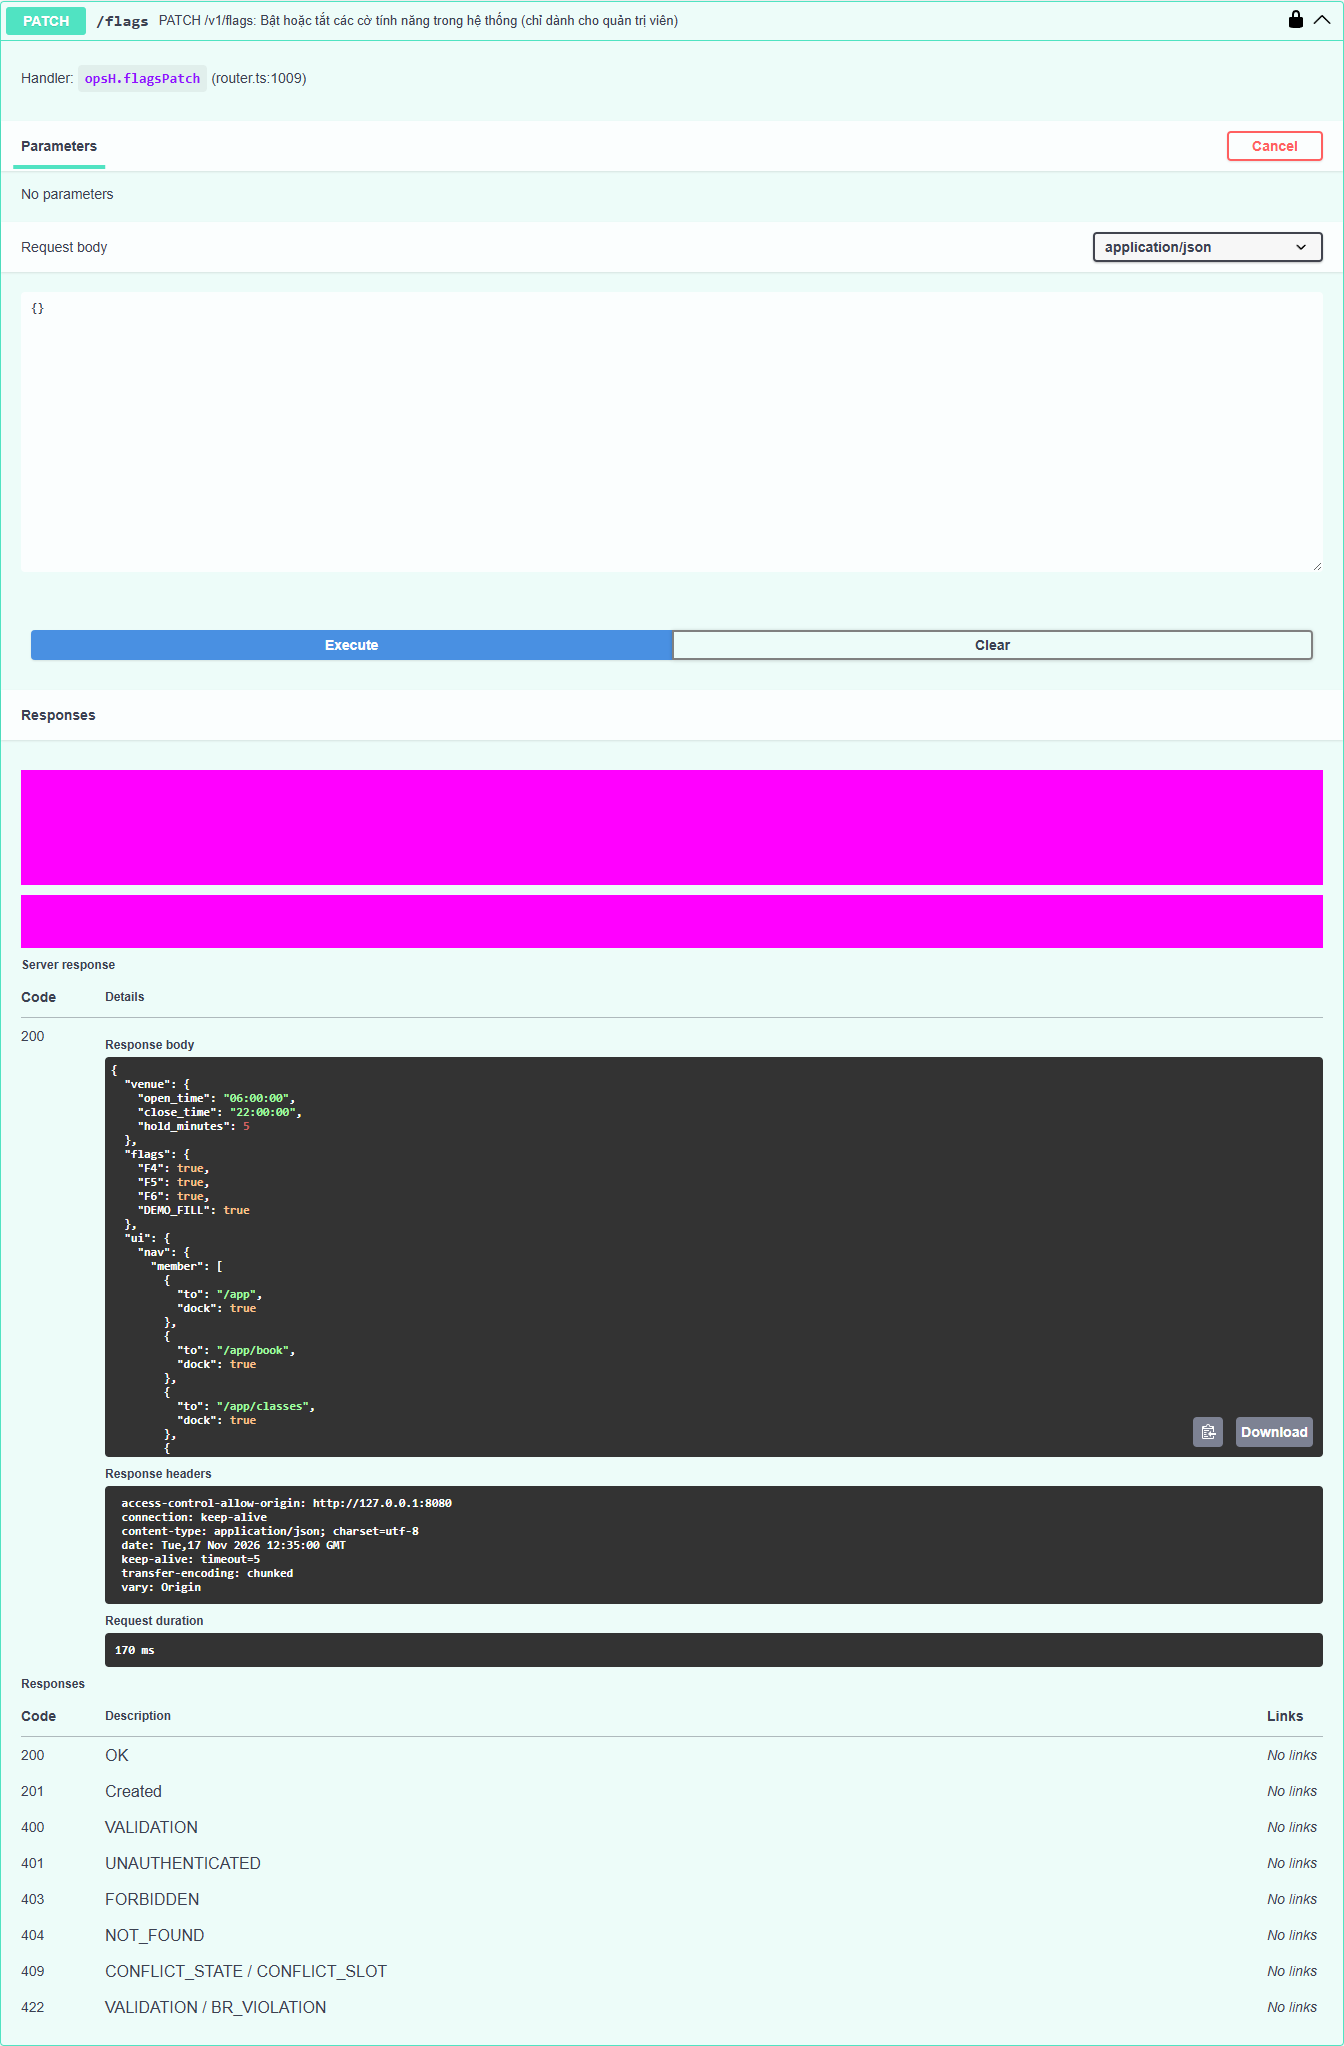 PATCH /flags PATCH /v1/flags: Bật hoặc tắt các cờ tính năng trong hệ thống (chỉ dành cho quản trị viên)
Handler: opsH.flagsPatch (router.ts:1009)
Parameters
Cancel
No parameters
Request body
application/json
{}
Execute
Clear
Responses
Server response
Code Details
200
Response body
{
  "venue": {
    "open_time": "06:00:00",
    "close_time": "22:00:00",
    "hold_minutes": 5
  },
  "flags": {
    "F4": true,
    "F5": true,
    "F6": true,
    "DEMO_FILL": true
  },
  "ui": {
    "nav": {
      "member": [
        {
          "to": "/app",
          "dock": true
        },
        {
          "to": "/app/book",
          "dock": true
        },
        {
          "to": "/app/classes",
          "dock": true
        },
        {
Download
Response headers
access-control-allow-origin: http://127.0.0.1:8080
connection: keep-alive
content-type: application/json; charset=utf-8
date: Tue,17 Nov 2026 12:35:00 GMT
keep-alive: timeout=5
transfer-encoding: chunked
vary: Origin
Request duration
170 ms
Responses
Code Description Links
200 OK No links
201 Created No links
400 VALIDATION No links
401 UNAUTHENTICATED No links
403 FORBIDDEN No links
404 NOT_FOUND No links
409 CONFLICT_STATE / CONFLICT_SLOT No links
422 VALIDATION / BR_VIOLATION No links